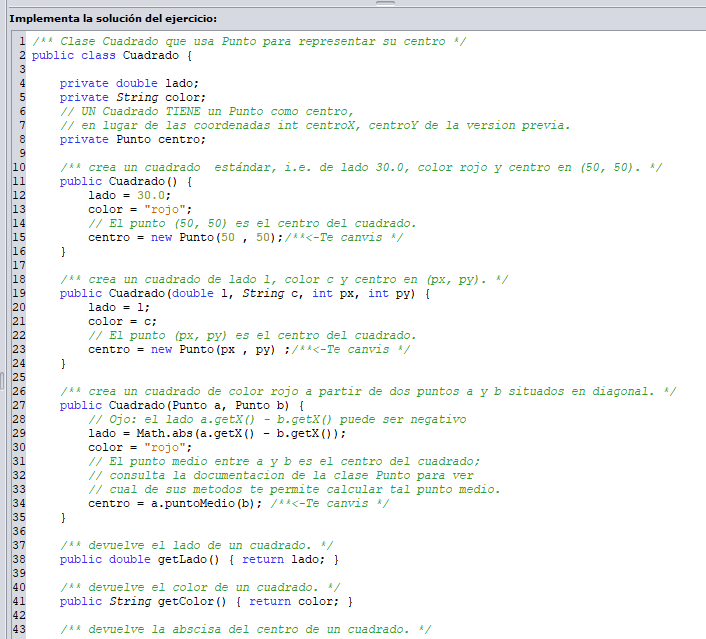 Implementa la solución del ejercicio:
1 /** Clase Cuadrado que usa Punto para representar su centro */
2 public class Cuadrado {
3
4     private double lado;
5     private String color;
6     // UN Cuadrado TIENE un Punto como centro,
7     // en lugar de las coordenadas int centroX, centroY de la version previa.
8     private Punto centro;
9
10     /** crea un cuadrado  estándar, i.e. de lado 30.0, color rojo y centro en (50, 50). */
11     public Cuadrado() {
12         lado = 30.0;
13         color = "rojo";
14         // El punto (50, 50) es el centro del cuadrado.
15         centro = new Punto(50 , 50);/**<-Te canvis */
16     }
17
18     /** crea un cuadrado de lado l, color c y centro en (px, py). */
19     public Cuadrado(double l, String c, int px, int py) {
20         lado = l;
21         color = c;
22         // El punto (px, py) es el centro del cuadrado.
23         centro = new Punto(px , py) ;/**<-Te canvis */
24     }
25
26     /** crea un cuadrado de color rojo a partir de dos puntos a y b situados en diagonal. */
27     public Cuadrado(Punto a, Punto b) {
28         // Ojo: el lado a.getX() - b.getX() puede ser negativo
29         lado = Math.abs(a.getX() - b.getX());
30         color = "rojo";
31         // El punto medio entre a y b es el centro del cuadrado;
32         // consulta la documentacion de la clase Punto para ver
33         // cual de sus metodos te permite calcular tal punto medio.
34         centro = a.puntoMedio(b); /**<-Te canvis */
35     }
36
37     /** devuelve el lado de un cuadrado. */
38     public double getLado() { return lado; }
39
40     /** devuelve el color de un cuadrado. */
41     public String getColor() { return color; }
42
43     /** devuelve la abscisa del centro de un cuadrado. */